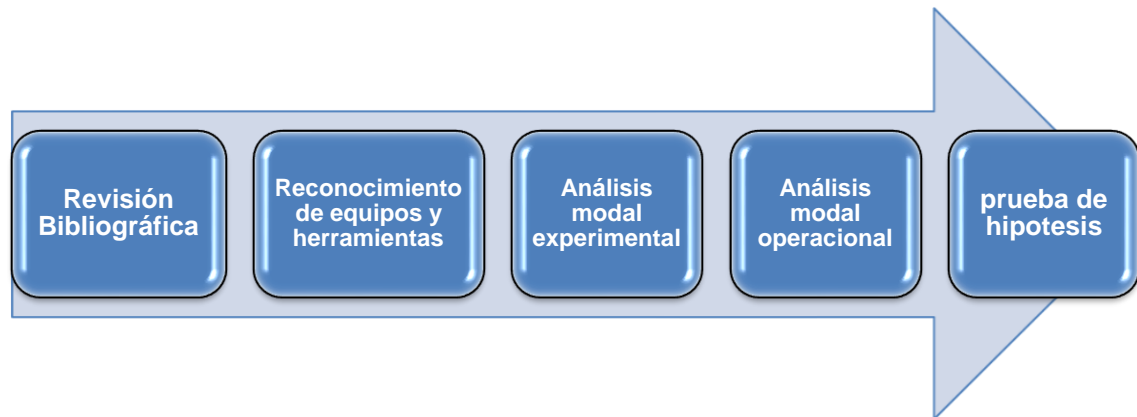 Revisión
Bibliográfica
Reconocimiento
de equipos y
herramientas
Análisis
modal
experimental
Análisis
modal
operacional
prueba de
hipotesis